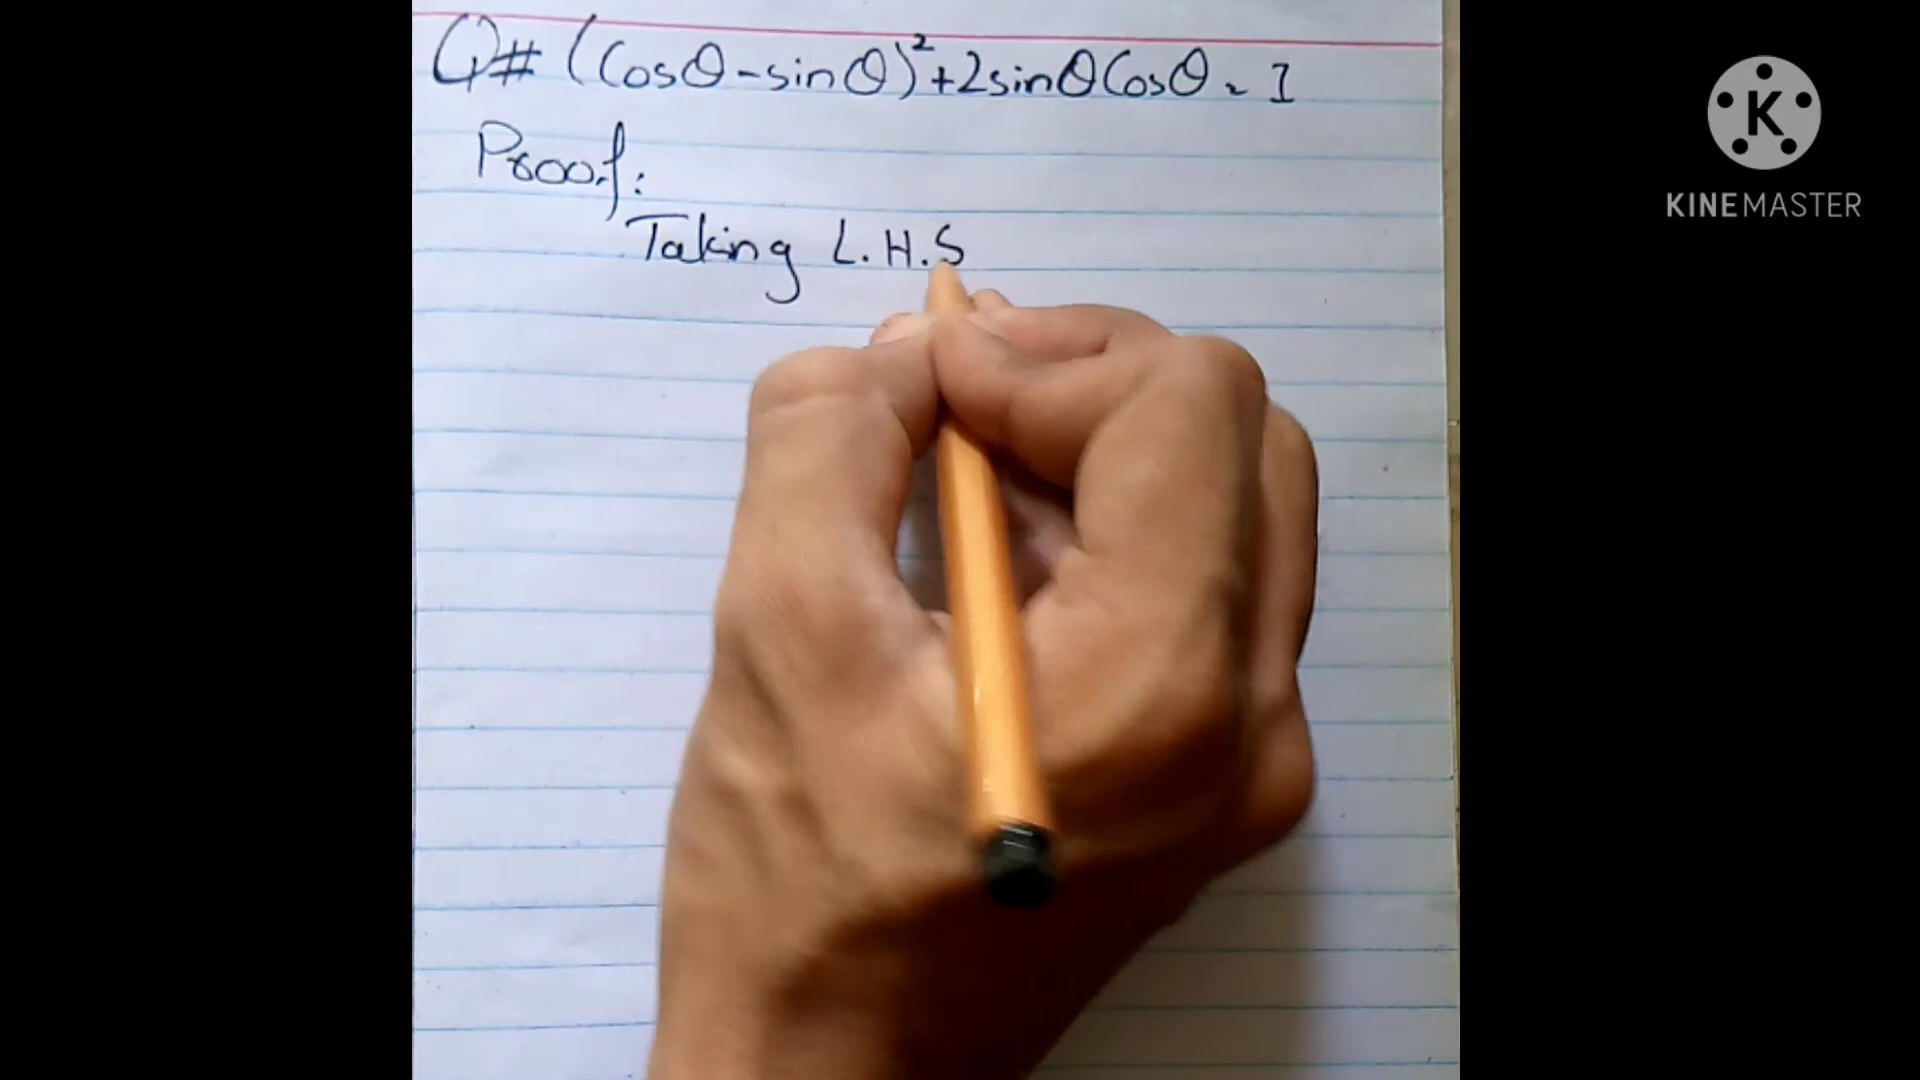 Q# (Cosθ-sinθ)²+2sinθCosθ = 1
Proof:
Taking L.H.S
K
KINEMASTER